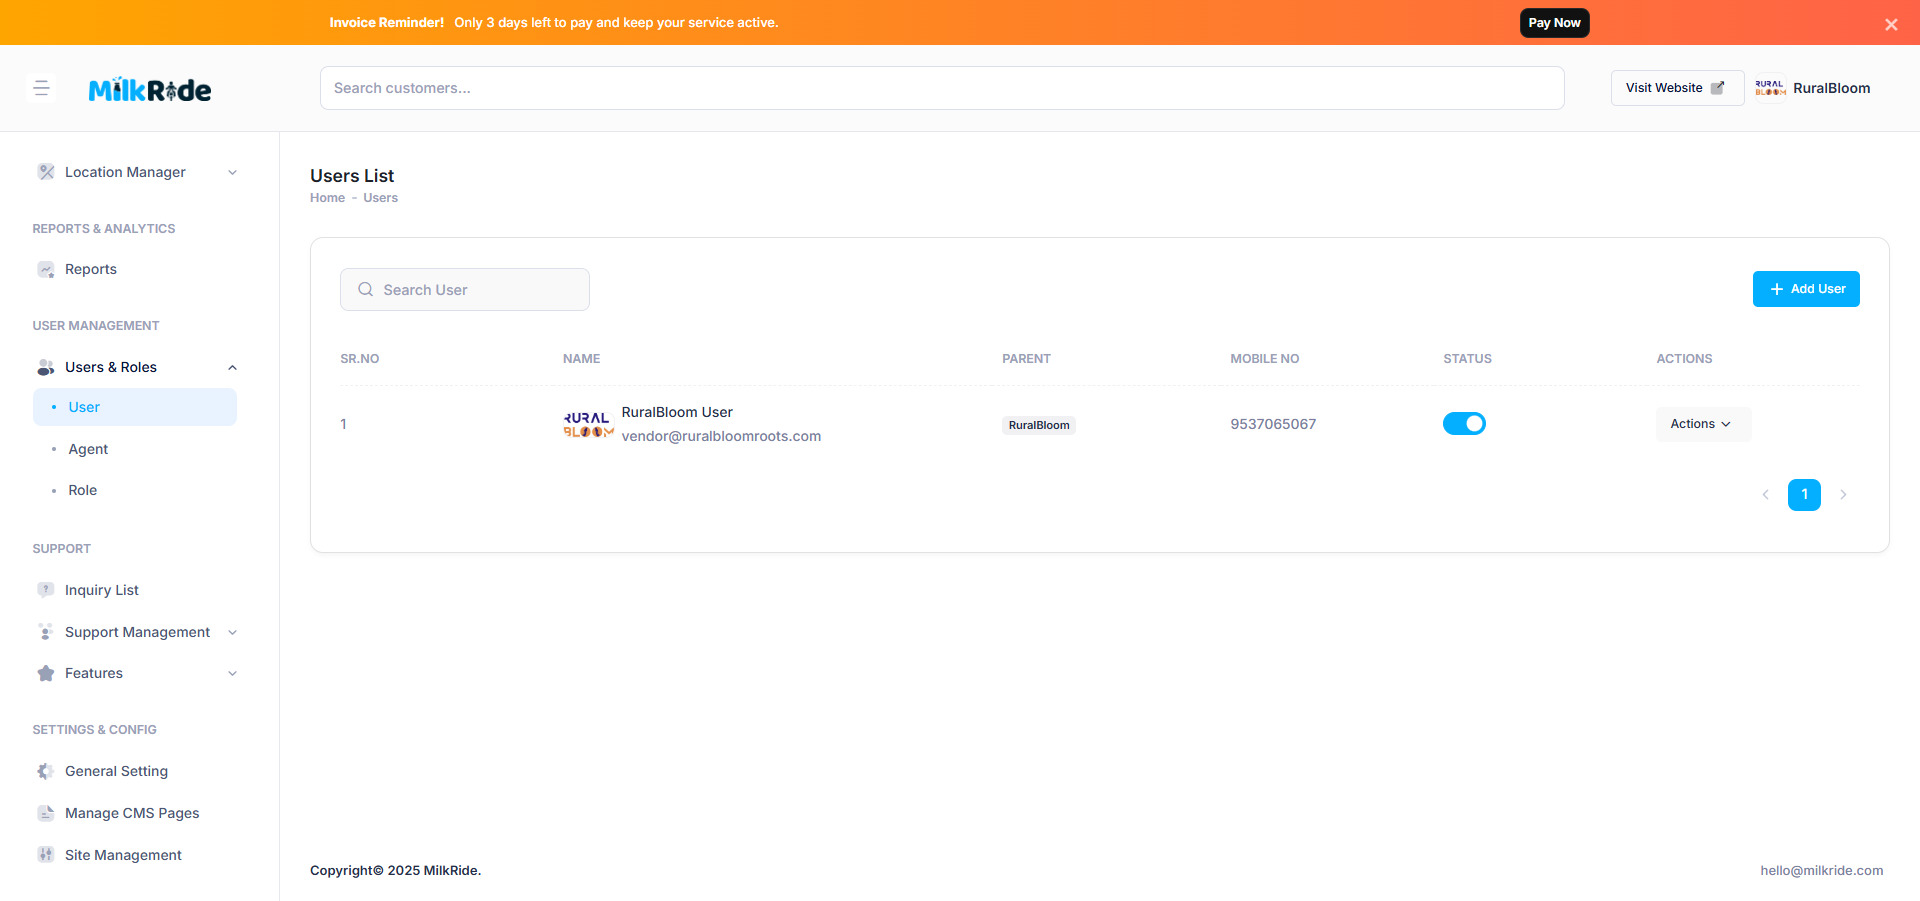 Invoice Reminder! Only 3 days left to pay and keep your service active.
Pay Now
MilkRide
Search customers...
Visit Website
RURAL BLOOM
RuralBloom
Location Manager
REPORTS & ANALYTICS
Reports
USER MANAGEMENT
Users & Roles
User
Agent
Role
SUPPORT
Inquiry List
Support Management
Features
SETTINGS & CONFIG
General Setting
Manage CMS Pages
Site Management
Users List
Home - Users
Search User
Add User
SR.NO NAME PARENT MOBILE NO STATUS ACTIONS
1
RURAL
BLOOM
RuralBloom User
vendor@ruralbloomroots.com
RuralBloom
9537065067
Actions
1
Copyright© 2025 MilkRide.
hello@milkride.com